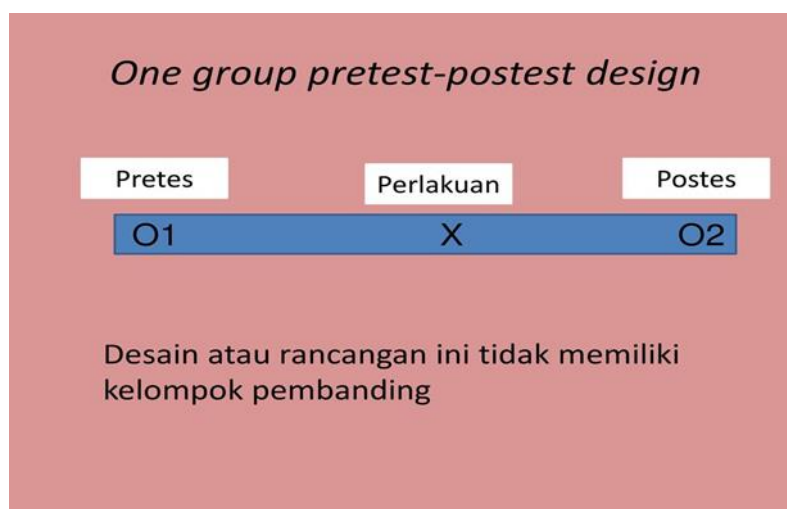 One group pretest-postest design
Pretes Perlakuan Postes
O1 X O2
Desain atau rancangan ini tidak memiliki
kelompok pembanding